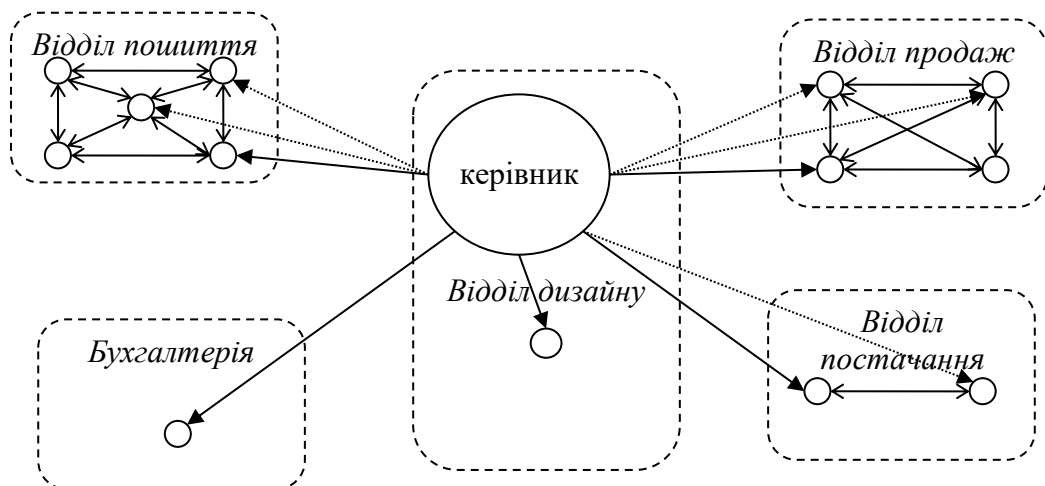 Відділ пошиття
Відділ продаж
керівник
Відділ дизайну
Бухгалтерія
Відділ
постачання